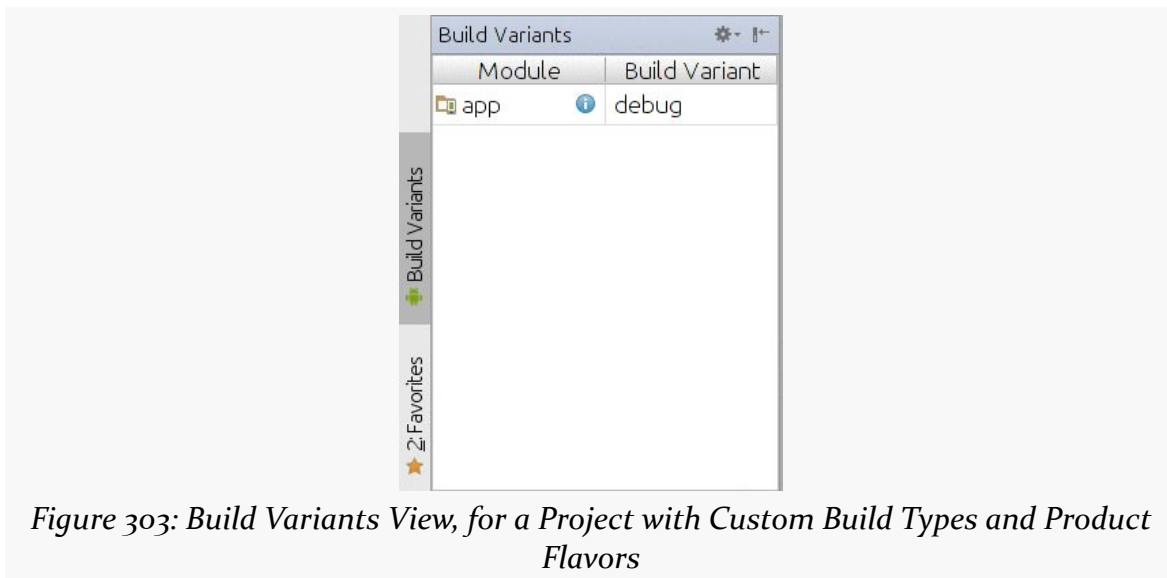 Build Variants
Module Build Variant
app debug
Build Variants
2: Favorites
Figure 303: Build Variants View, for a Project with Custom Build Types and Product
Flavors